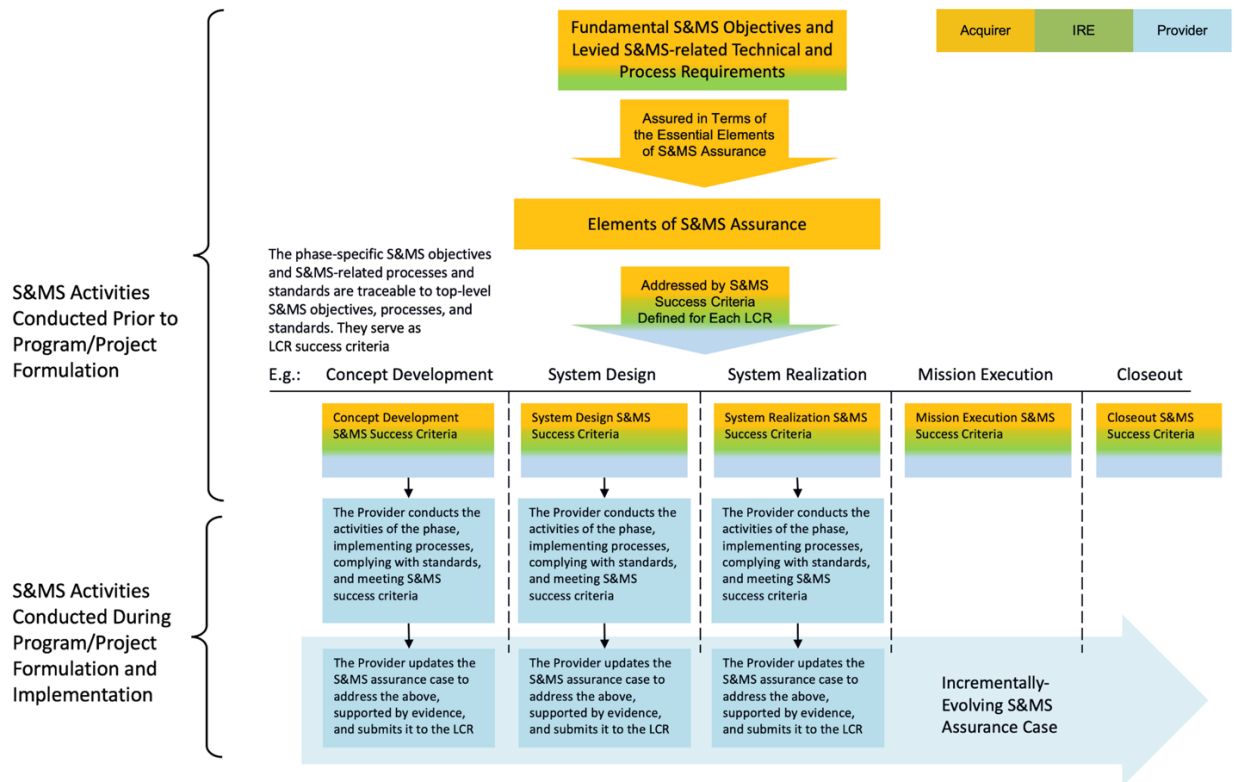 Fundamental S&MS Objectives and
Levied S&MS-related Technical and
Process Requirements
Acquirer
IRE
Provider
Assured in Terms of
the Essential Elements
of S&MS Assurance
Elements of S&MS Assurance
S&MS Activities
Conducted Prior to
Program/Project
Formulation
The phase-specific S&MS objectives
and S&MS-related processes and
standards are traceable to top-level
S&MS objectives, processes, and
standards. They serve as
LCR success criteria
Addressed by S&MS
Success Criteria
Defined for Each LCR
E.g.:
Concept Development
System Design
System Realization
Mission Execution
Closeout
Concept Development
S&MS Success Criteria
System Design S&MS
Success Criteria
System Realization S&MS
Success Criteria
Mission Execution S&MS
Success Criteria
Closeout S&MS
Success Criteria
S&MS Activities
Conducted During
Program/Project
Formulation and
Implementation
The Provider conducts the
activities of the phase,
implementing processes,
complying with standards,
and meeting S&MS
success criteria
The Provider conducts the
activities of the phase,
implementing processes,
complying with standards,
and meeting S&MS
success criteria
The Provider conducts the
activities of the phase,
implementing processes,
complying with standards,
and meeting S&MS
success criteria
The Provider updates the
S&MS assurance case to
address the above,
supported by evidence,
and submits it to the LCR
The Provider updates the
S&MS assurance case to
address the above,
supported by evidence,
and submits it to the LCR
The Provider updates the
S&MS assurance case to
address the above,
supported by evidence,
and submits it to the LCR
Incrementally-
Evolving S&MS
Assurance Case